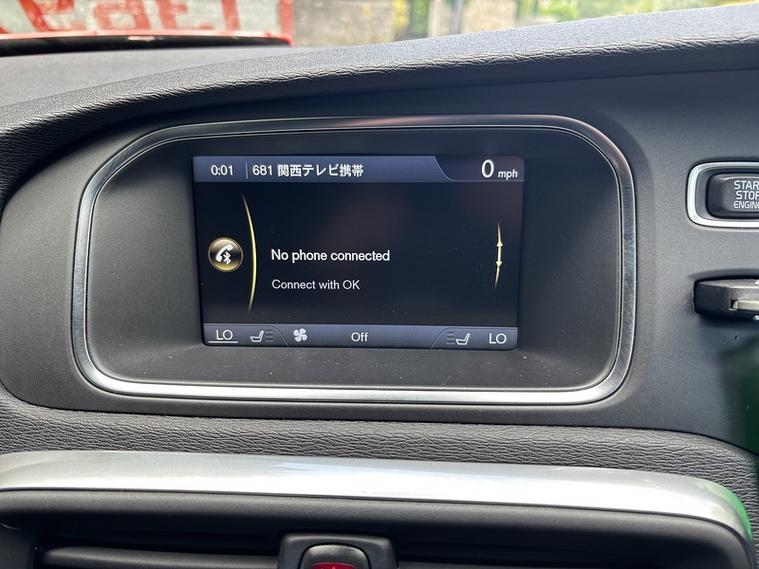 0:01 681 関西テレビ携帯 0 mph
No phone connected
Connect with OK
LO Off LO
START
STOP
ENGINE